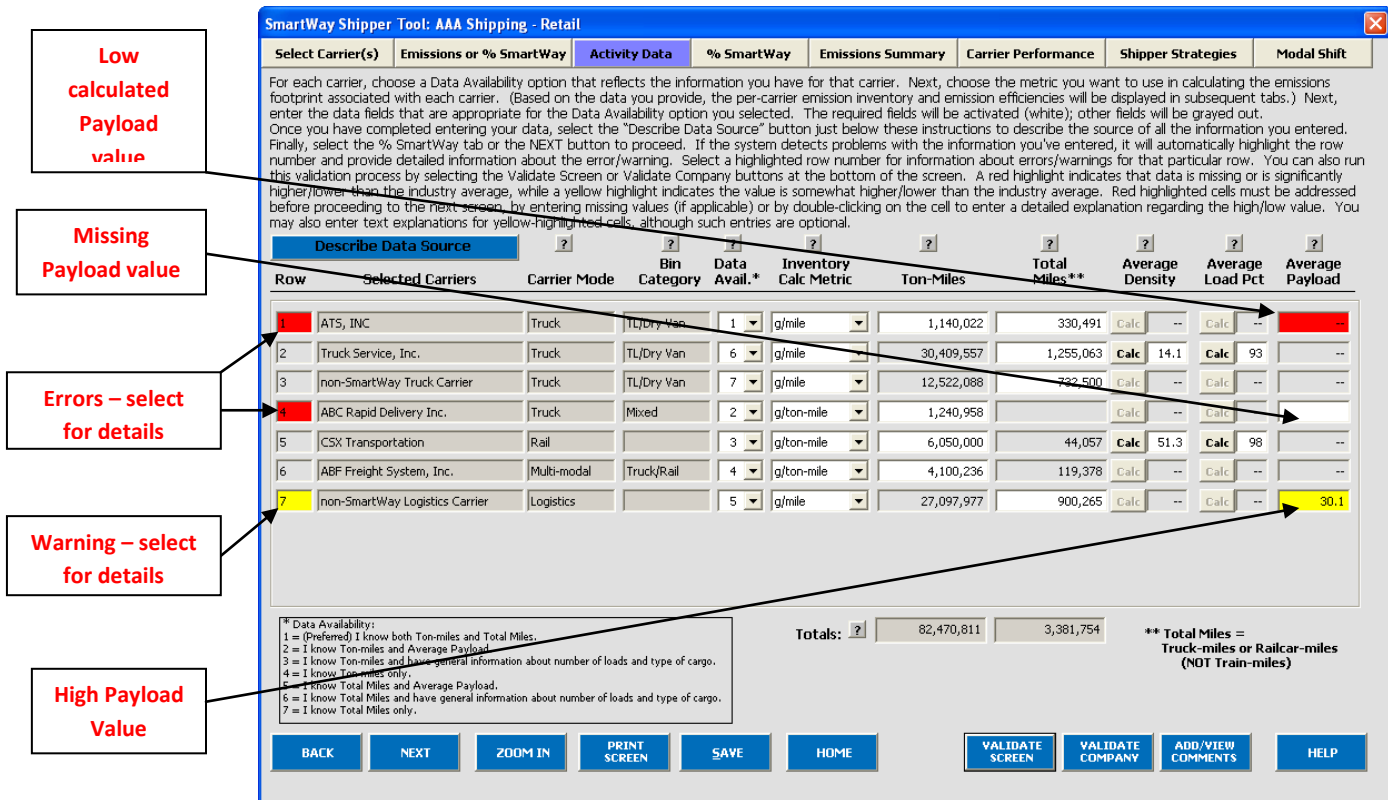 Low
calculated
Payload
value
Missing
Payload value
Errors – select
for details
Warning – select
for details
High Payload
Value
SmartWay Shipper Tool: AAA Shipping - Retail
Select Carrier(s) Emissions or % SmartWay Activity Data % SmartWay Emissions Summary Carrier Performance Shipper Strategies Modal Shift
For each carrier, choose a Data Availability option that reflects the information you have for that carrier. Next, choose the metric you want to use in calculating the emissions
footprint associated with each carrier. (Based on the data you provide, the per-carrier emission inventory and emission efficiencies will be displayed in subsequent tabs.) Next,
enter the data fields that are appropriate for the Data Availability option you selected. The required fields will be activated (white); other fields will be grayed out.
Once you have completed entering your data, select the "Describe Data Source" button just below these instructions to describe the source of all the information you entered.
Finally, select the % SmartWay tab or the NEXT button to proceed. If the system detects problems with the information you've entered, it will automatically highlight the row
number and provide detailed information about the error/warning. Select a highlighted row number for information about errors/warnings for that particular row. You can also run
this validation process by selecting the Validate Screen or Validate Company buttons at the bottom of the screen. A red highlight indicates that data is missing or is significantly
higher/lower than the industry average, while a yellow highlight indicates the value is somewhat higher/lower than the industry average. Red highlighted cells must be addressed
before proceeding to the next screen, by entering missing values (if applicable) or by double-clicking on the cell to enter a detailed explanation regarding the high/low value. You
may also enter text explanations for yellow-highlighted cells, although such entries are optional.
Describe Data Source ? ? ? ? ? ? ? ? ?
Bin Data Inventory Total Average Average Average
Row Selected Carriers Carrier Mode Category Avail.* Calc Metric Ton-Miles Miles** Density Load Pct Payload
1 ATS, INC Truck TL/Dry Van 1 g/mile 1,140,022 330,491 Calc -- Calc -- --
2 Truck Service, Inc. Truck TL/Dry Van 6 g/mile 30,409,557 1,255,063 Calc 14.1 Calc 93 --
3 non-SmartWay Truck Carrier Truck TL/Dry Van 7 g/mile 12,522,088 732,500 Calc -- Calc -- --
4 ABC Rapid Delivery Inc. Truck Mixed 2 g/ton-mile 1,240,958 Calc -- Calc
5 CSX Transportation Rail 3 g/ton-mile 6,050,000 44,057 Calc 51.3 Calc 98 --
6 ABF Freight System, Inc. Multi-modal Truck/Rail 4 g/ton-mile 4,100,236 119,378 Calc -- Calc -- --
7 non-SmartWay Logistics Carrier Logistics 5 g/mile 27,097,977 900,265 Calc -- Calc -- 30.1
* Data Availability:
1 = (Preferred) I know both Ton-miles and Total Miles.
2 = I know Ton-miles and Average Payload.
3 = I know Ton-miles and have general information about number of loads and type of cargo.
4 = I know Ton-miles only.
5 = I know Total Miles and Average Payload.
6 = I know Total Miles and have general information about number of loads and type of cargo.
7 = I know Total Miles only.
Totals: ? 82,470,811 3,381,754
** Total Miles =
Truck-miles or Railcar-miles
(NOT Train-miles)
BACK NEXT ZOOM IN PRINT SCREEN SAVE HOME VALIDATE SCREEN VALIDATE COMPANY ADD/VIEW COMMENTS HELP